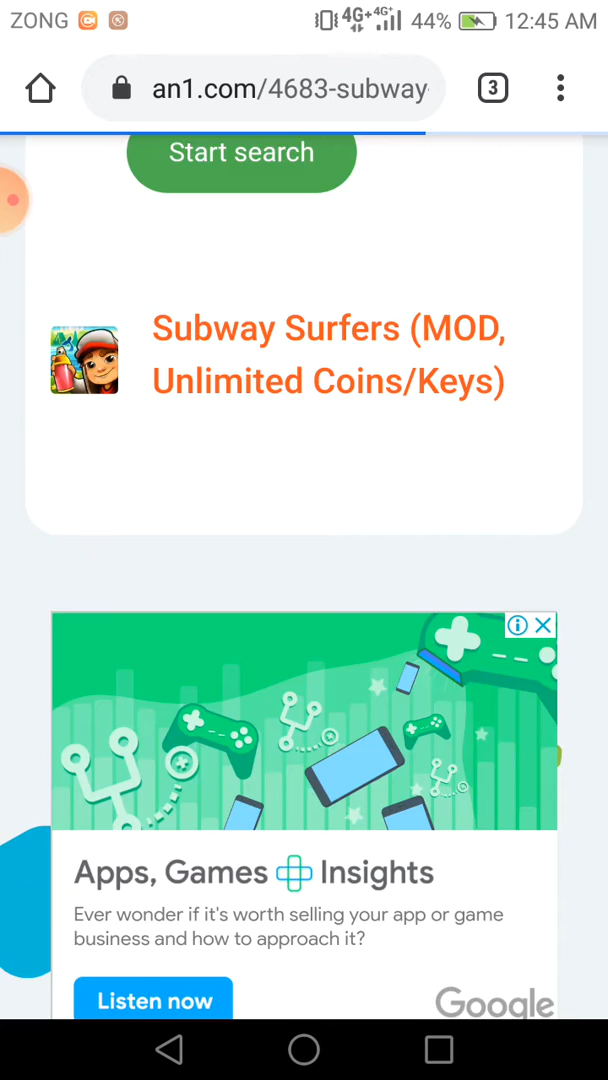 ZONG 4G+ 4G+ 44% 12:45 AM
an1.com/4683-subway- 3
Start search
Subway Surfers (MOD,
Unlimited Coins/Keys)
Apps, Games Insights
Ever wonder if it's worth selling your app or game
business and how to approach it?
Listen now
Google